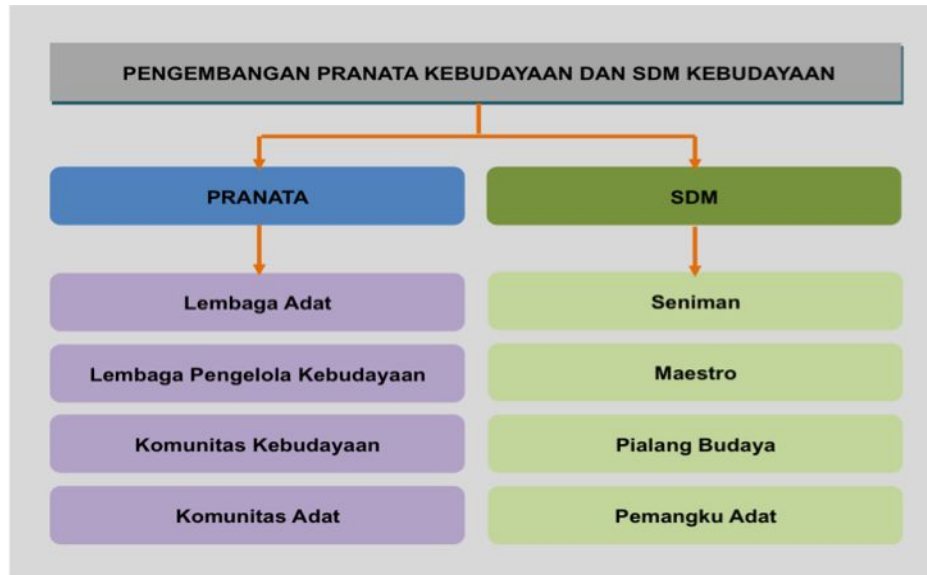 PENGEMBANGAN PRANATA KEBUDAYAAN DAN SDM KEBUDAYAAN
PRANATA
SDM
Lembaga Adat
Seniman
Lembaga Pengelola Kebudayaan
Maestro
Komunitas Kebudayaan
Pialang Budaya
Komunitas Adat
Pemangku Adat